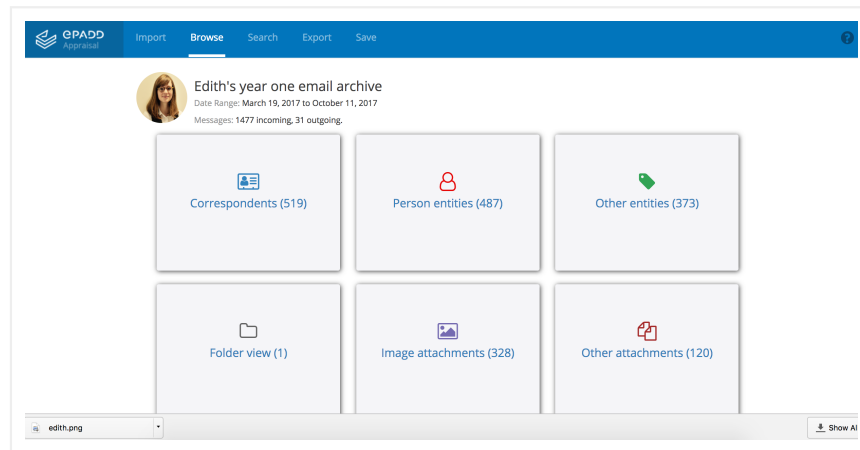 ePADD
Appraisal
Import Browse Search Export Save
?
Edith's year one email archive
Date Range: March 19, 2017 to October 11, 2017
Messages: 1477 incoming, 31 outgoing.
Correspondents (519) Person entities (487) Other entities (373)
Folder view (1) Image attachments (328) Other attachments (120)
edith.png Show Al